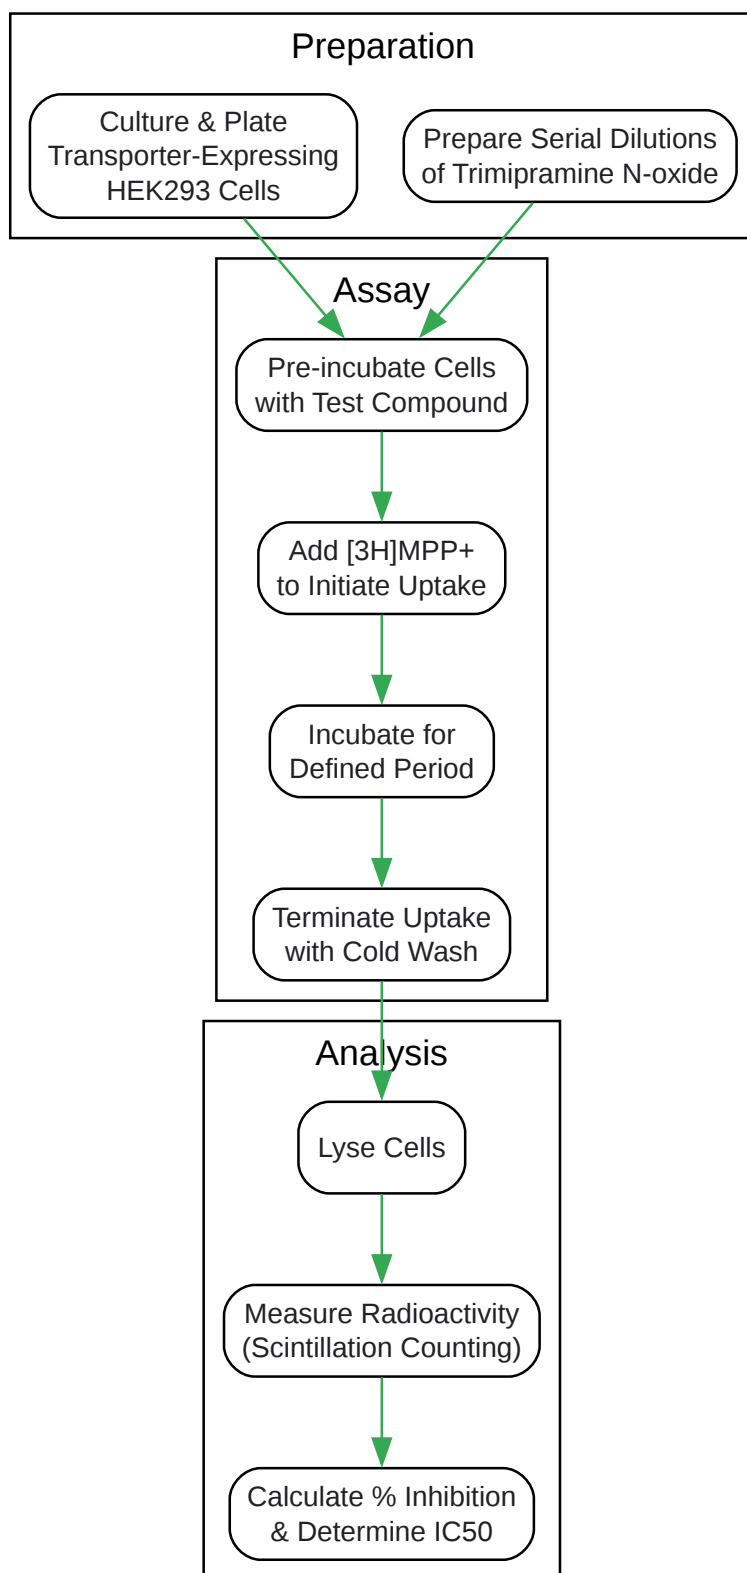 Preparation
Culture & Plate
Transporter-Expressing
HEK293 Cells
Prepare Serial Dilutions
of Trimipramine N-oxide
Assay
Pre-incubate Cells
with Test Compound
Add [3H]MPP+
to Initiate Uptake
Incubate for
Defined Period
Terminate Uptake
with Cold Wash
Analysis
Lyse Cells
Measure Radioactivity
(Scintillation Counting)
Calculate % Inhibition
& Determine IC50